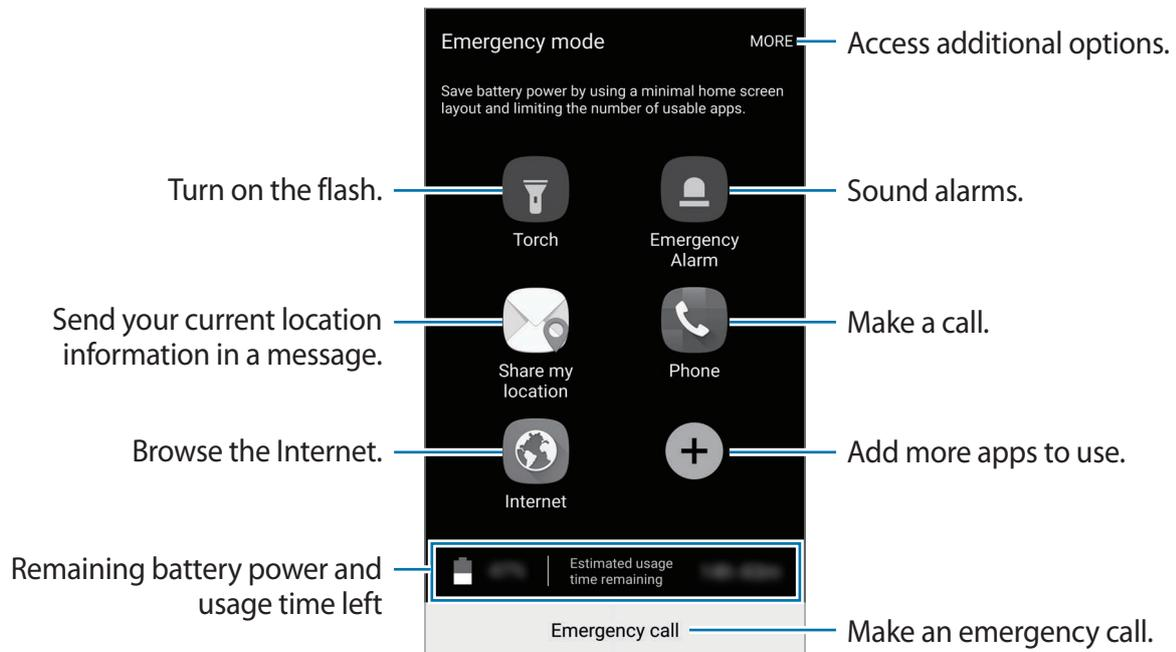 Emergency mode
MORE
Access additional options.
Save battery power by using a minimal home screen
layout and limiting the number of usable apps.
Turn on the flash.
Torch
Emergency
Alarm
Sound alarms.
Send your current location
information in a message.
Share my
location
Phone
Make a call.
Browse the Internet.
Internet
Add more apps to use.
Remaining battery power and
usage time left
Estimated usage
time remaining
Emergency call
Make an emergency call.